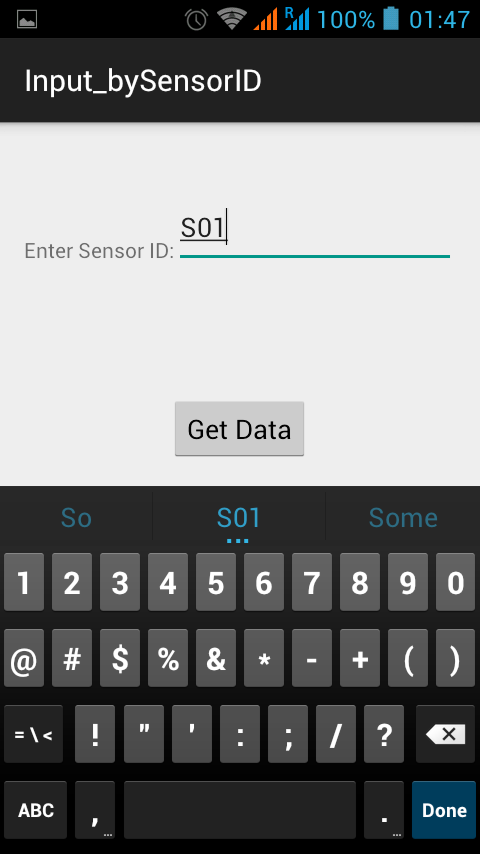 R 100% 01:47
Input_bySensorID
S01
Enter Sensor ID:
Get Data
So S01 Some
1 2 3 4 5 6 7 8 9 0
@ # $ % & * - + ( )
= \ < ! " ' : ; / ?
ABC , ... . ... Done